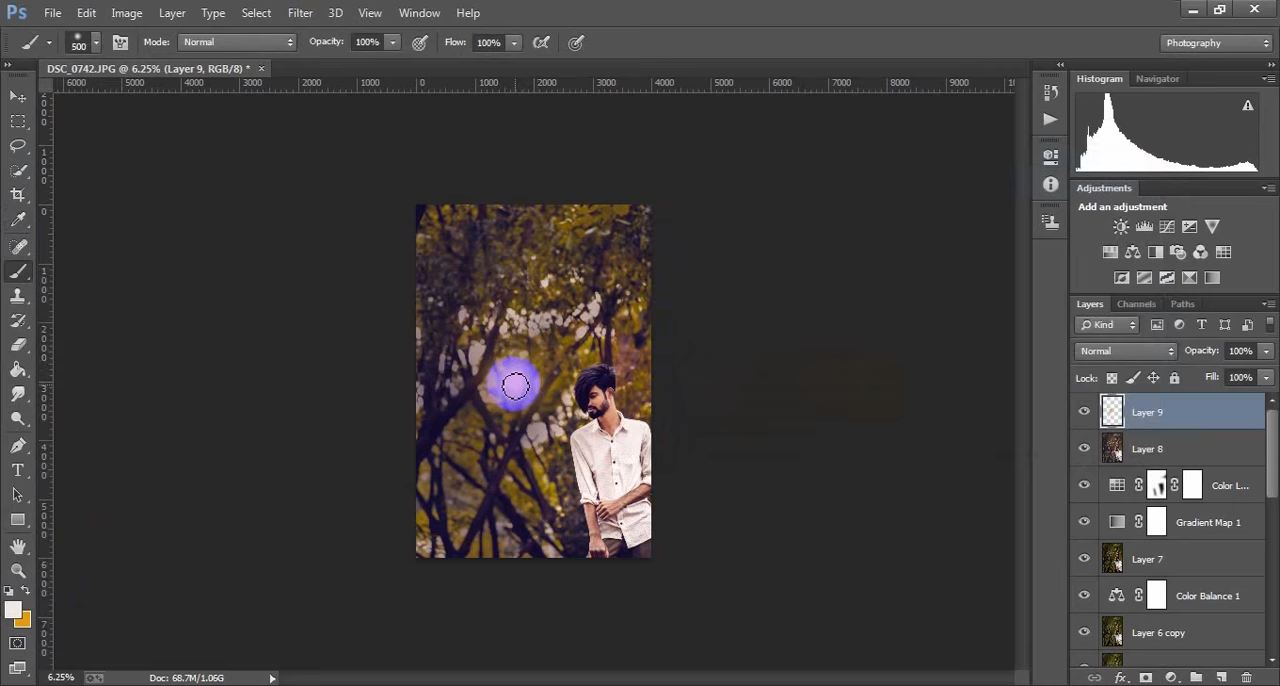 Ps File Edit Image Layer Type Select Filter 3D View Window Help
500 Mode: Normal Opacity: 100% Flow: 100% Photography
DSC_0742.JPG @ 6.25% (Layer 9, RGB/8) * ×
6000 5000 4000 3000 2000 1000 0 1000 2000 3000 4000 5000 6000 7000 8000 9000
Histogram Navigator
Adjustments
Add an adjustment
Layers Channels Paths
Kind
Normal Opacity: 100%
Lock: Fill: 100%
Layer 9
Layer 8
Color L...
Gradient Map 1
Layer 7
Color Balance 1
Layer 6 copy
6.25% Doc: 68.7M/1.06G